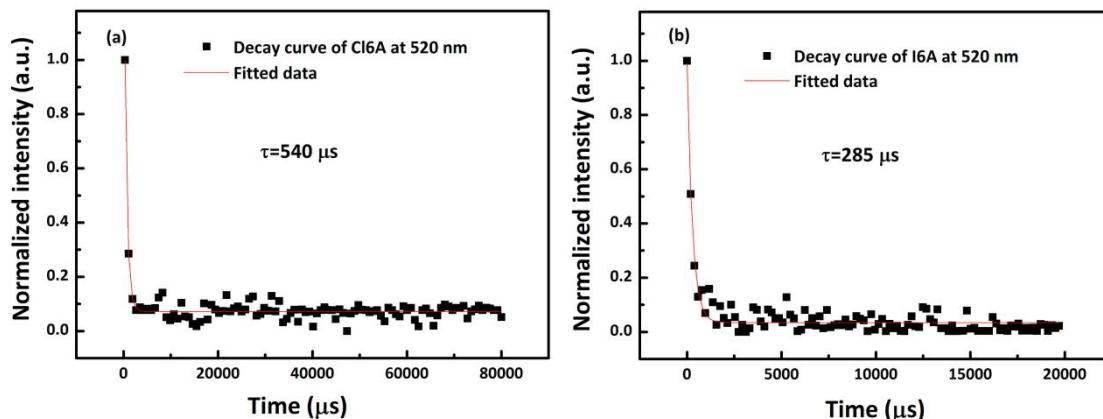 (a)
Decay curve of Cl6A at 520 nm
Fitted data
τ=540 μs
Normalized intensity (a.u.)
1.0
0.8
0.6
0.4
0.2
0.0
0
20000
40000
60000
80000
Time (μs)
(b)
Decay curve of I6A at 520 nm
Fitted data
τ=285 μs
Normalized intensity (a.u.)
1.0
0.8
0.6
0.4
0.2
0.0
0
5000
10000
15000
20000
Time (μs)